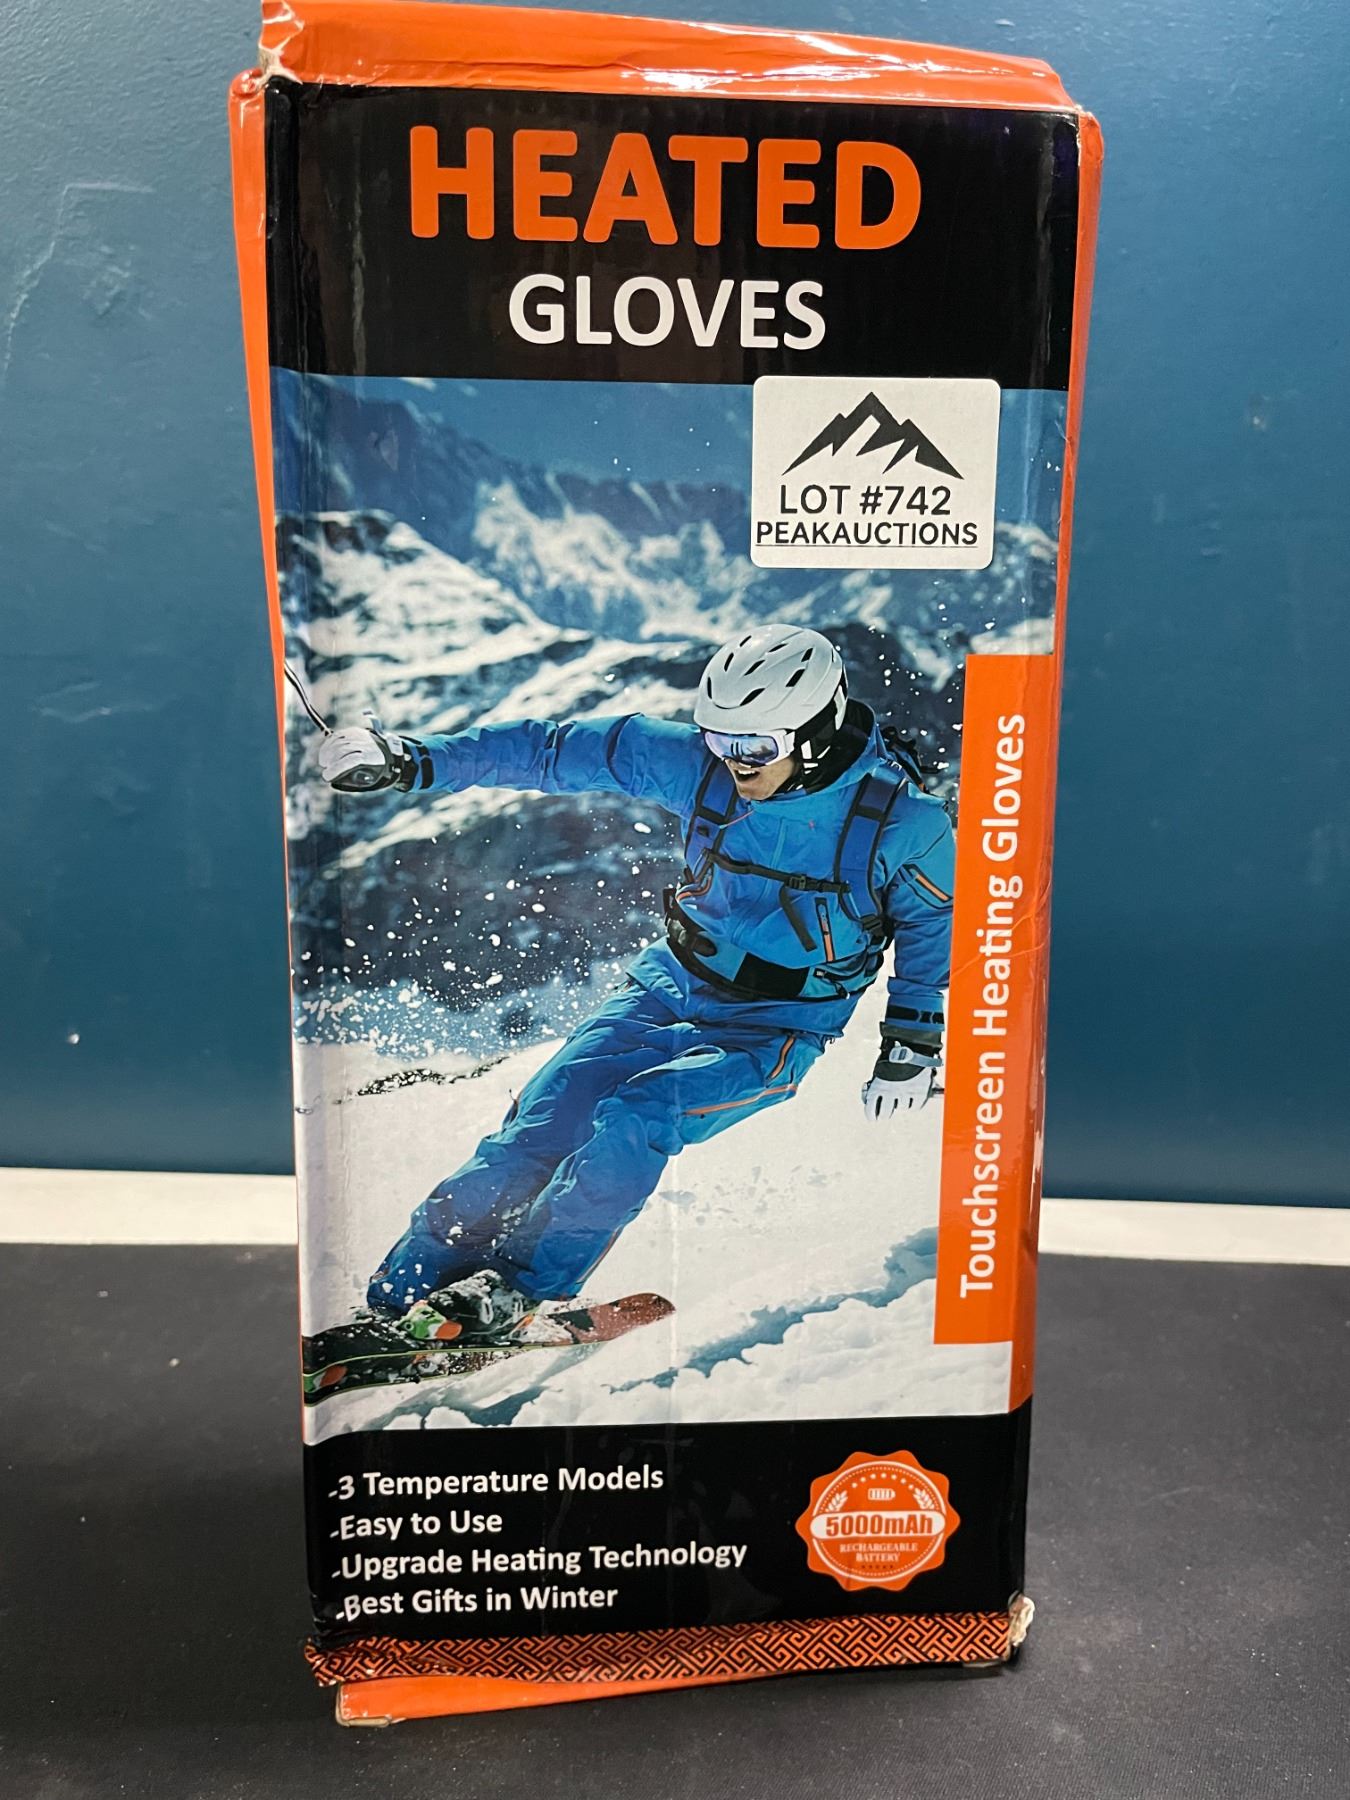 HEATED
GLOVES
LOT #742
PEAKAUCTIONS
Touchscreen Heating Gloves
-3 Temperature Models
-Easy to Use
-Upgrade Heating Technology
-Best Gifts in Winter
5000mAh
RECHARGEABLE
BATTERY